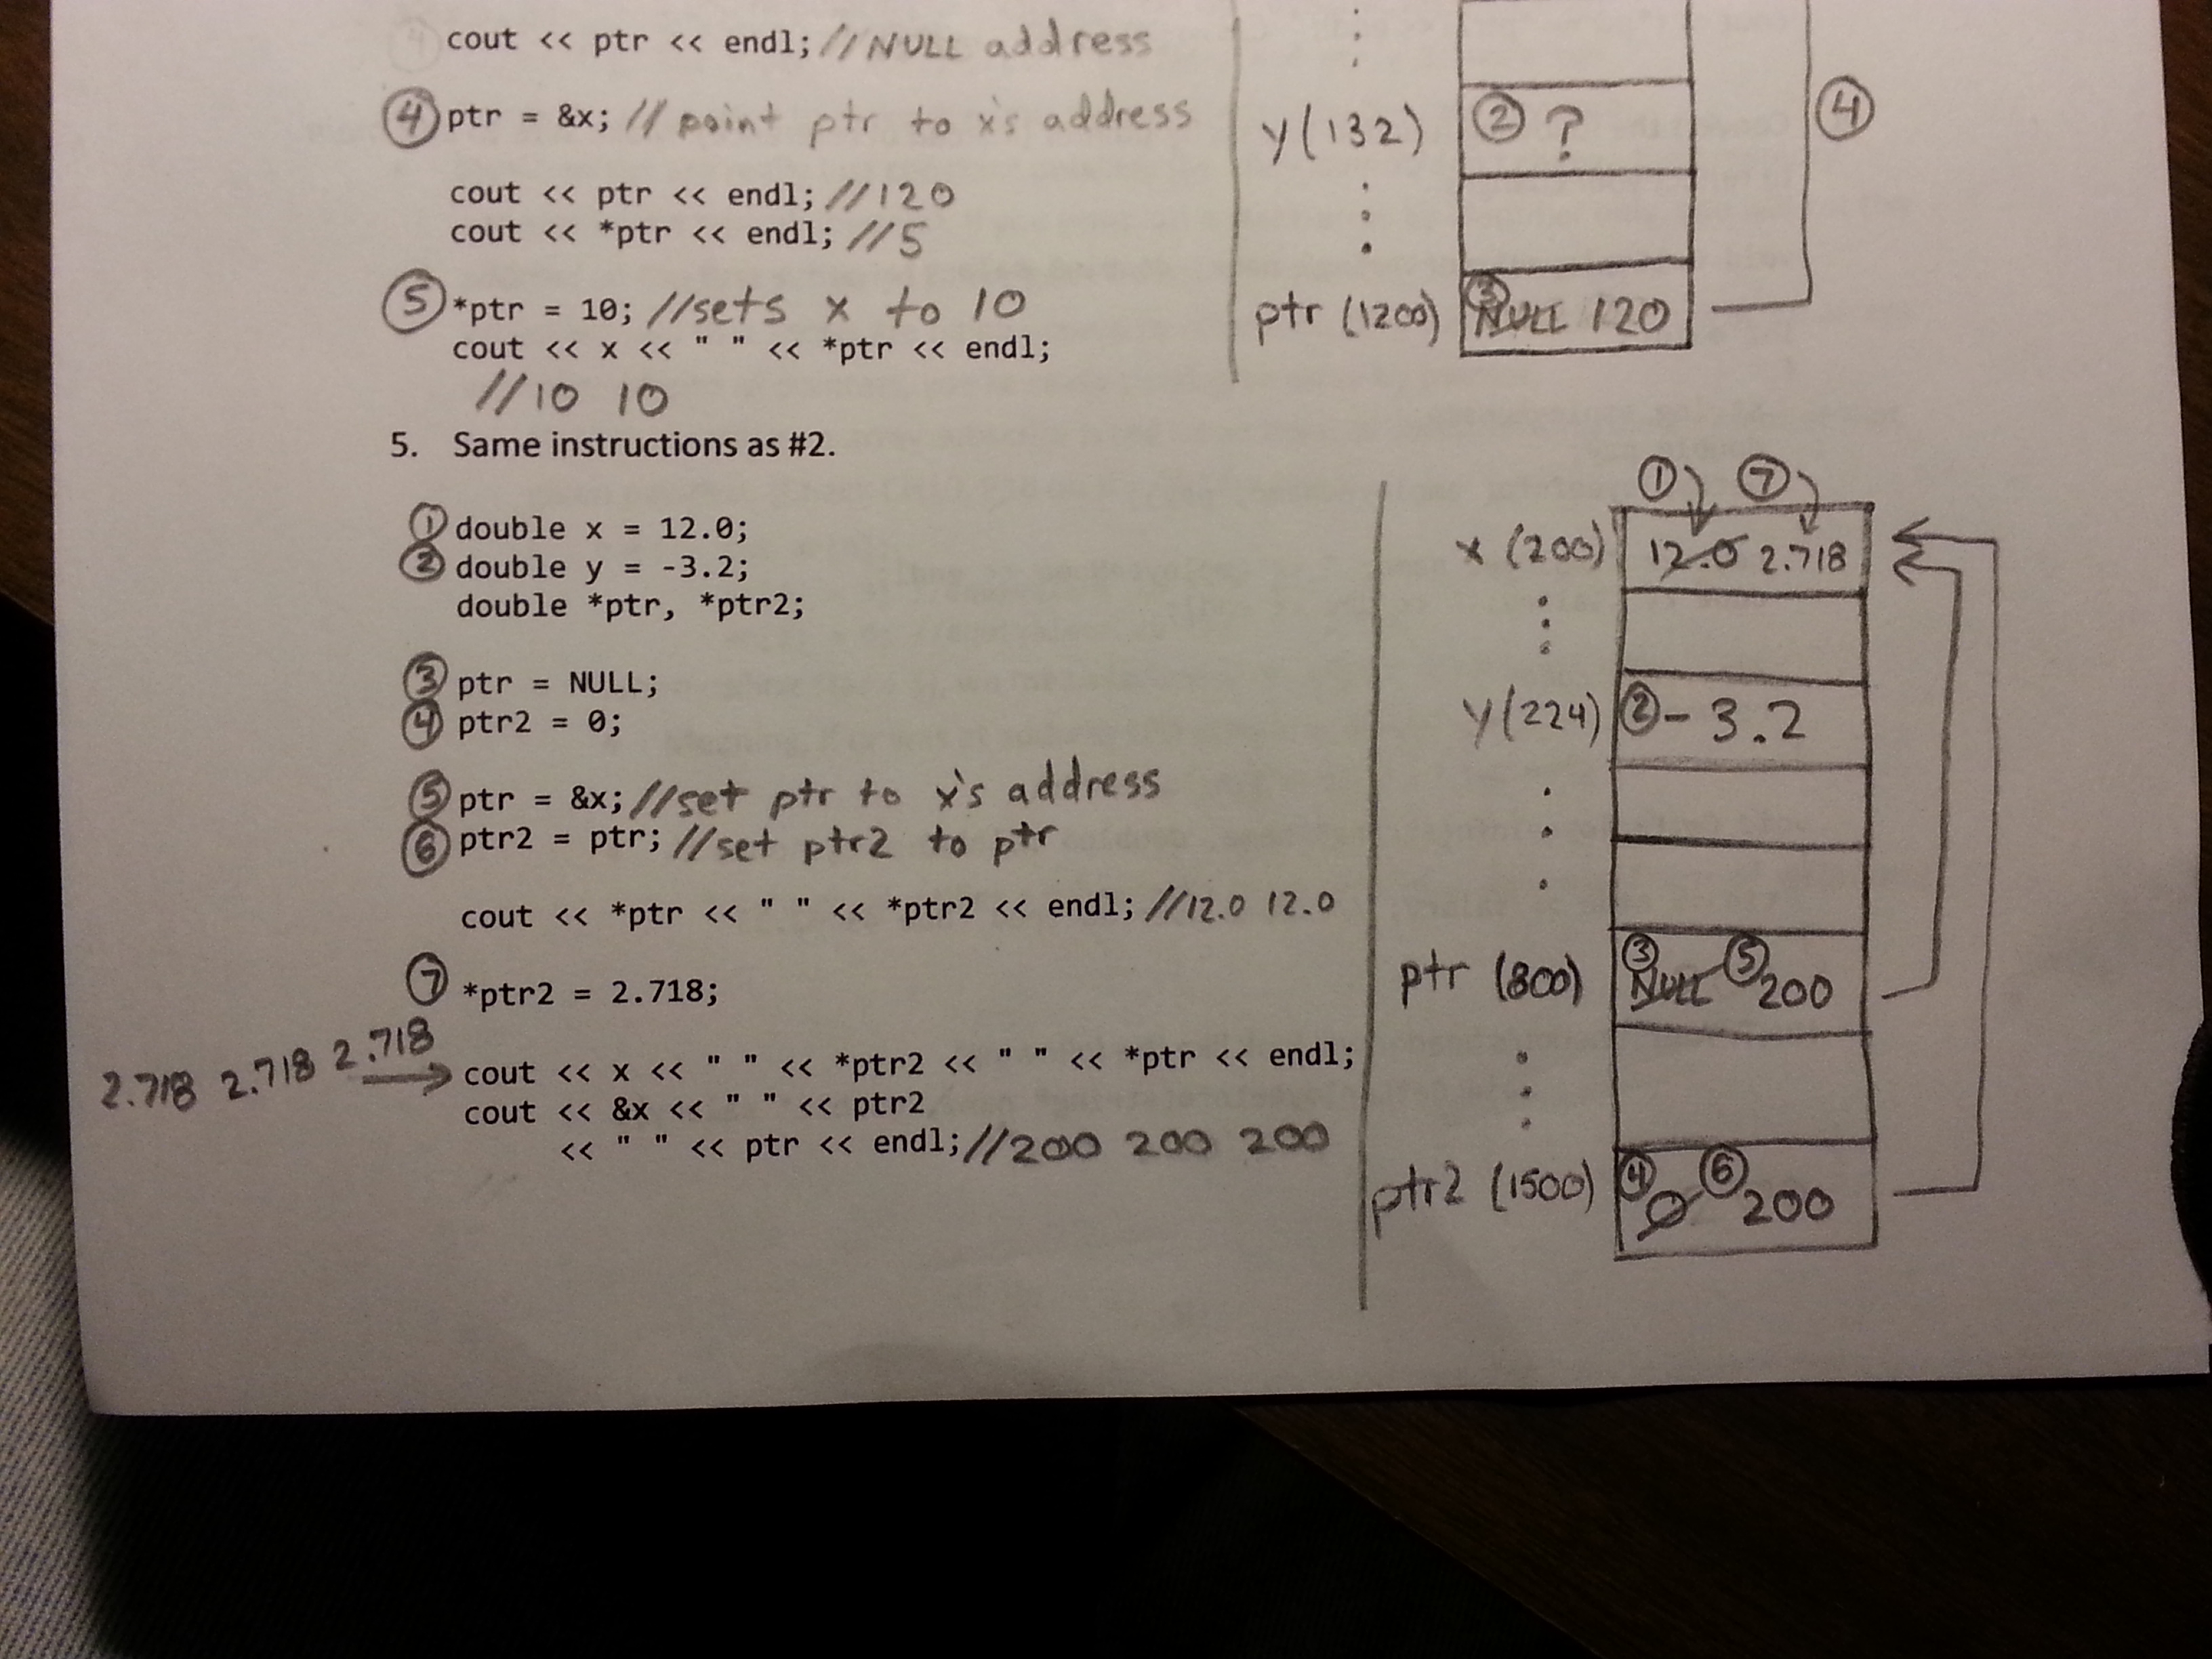 cout << ptr << endl; //NULL address
④ ptr = &x; // point ptr to x's address
cout << ptr << endl; //120
cout << *ptr << endl; //5
⑤ *ptr = 10; //sets x to 10
cout << x << " " << *ptr << endl;
//10 10
y(132) ② ?
ptr (1200) ③ NULL 120
④
5. Same instructions as #2.
① double x = 12.0;
② double y = -3.2;
double *ptr, *ptr2;
③ ptr = NULL;
④ ptr2 = 0;
⑤ ptr = &x; //set ptr to x's address
⑥ ptr2 = ptr; //set ptr2 to ptr
cout << *ptr << " " << *ptr2 << endl; //12.0 12.0
⑦ *ptr2 = 2.718;
2.718 2.718 2.718 → cout << x << " " << *ptr2 << " " << *ptr << endl;
cout << &x << " " << ptr2
<< " " << ptr << endl; //200 200 200
① ⑦
x (200) 12.0 2.718
y(224) ② -3.2
ptr (800) ③ NULL ⑤ 200
ptr2 (1500) ④ 0 ⑥ 200